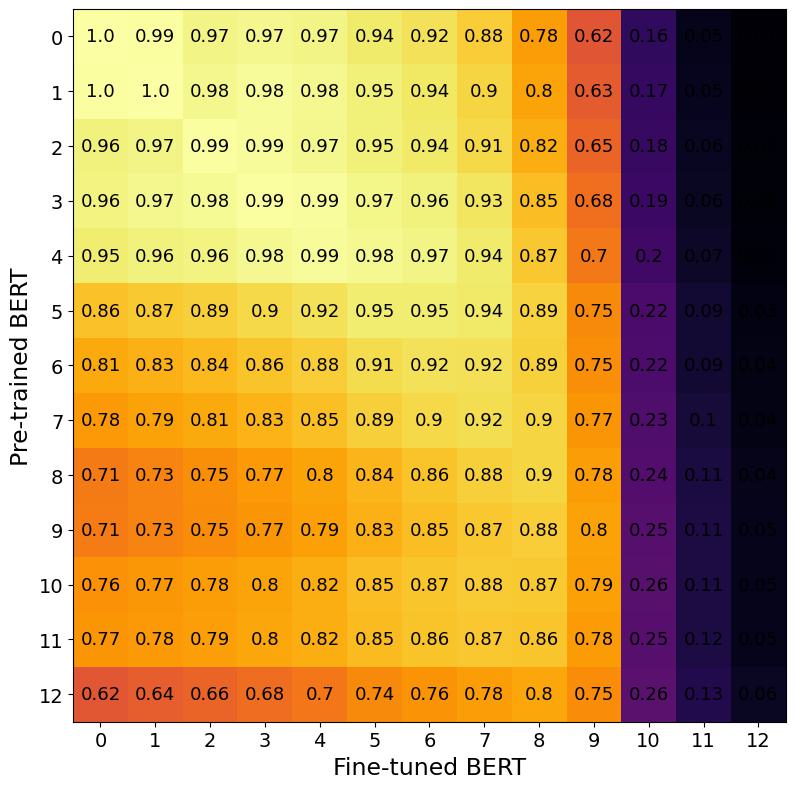 0 1.0 0.99 0.97 0.97 0.97 0.94 0.92 0.88 0.78 0.62 0.16 0.05
1 1.0 1.0 0.98 0.98 0.98 0.95 0.94 0.9 0.8 0.63 0.17 0.05
2 0.96 0.97 0.99 0.99 0.97 0.95 0.94 0.91 0.82 0.65 0.18 0.06
3 0.96 0.97 0.98 0.99 0.99 0.97 0.96 0.93 0.85 0.68 0.19 0.06
4 0.95 0.96 0.96 0.98 0.99 0.98 0.97 0.94 0.87 0.7 0.2 0.07
5 0.86 0.87 0.89 0.9 0.92 0.95 0.95 0.94 0.89 0.75 0.22 0.09 0.03
6 0.81 0.83 0.84 0.86 0.88 0.91 0.92 0.92 0.89 0.75 0.22 0.09 0.04
7 0.78 0.79 0.81 0.83 0.85 0.89 0.9 0.92 0.9 0.77 0.23 0.1 0.04
8 0.71 0.73 0.75 0.77 0.8 0.84 0.86 0.88 0.9 0.78 0.24 0.11 0.04
9 0.71 0.73 0.75 0.77 0.79 0.83 0.85 0.87 0.88 0.8 0.25 0.11 0.05
10 0.76 0.77 0.78 0.8 0.82 0.85 0.87 0.88 0.87 0.79 0.26 0.11 0.05
11 0.77 0.78 0.79 0.8 0.82 0.85 0.86 0.87 0.86 0.78 0.25 0.12 0.05
12 0.62 0.64 0.66 0.68 0.7 0.74 0.76 0.78 0.8 0.75 0.26 0.13 0.06
0 1 2 3 4 5 6 7 8 9 10 11 12
Fine-tuned BERT
Pre-trained BERT